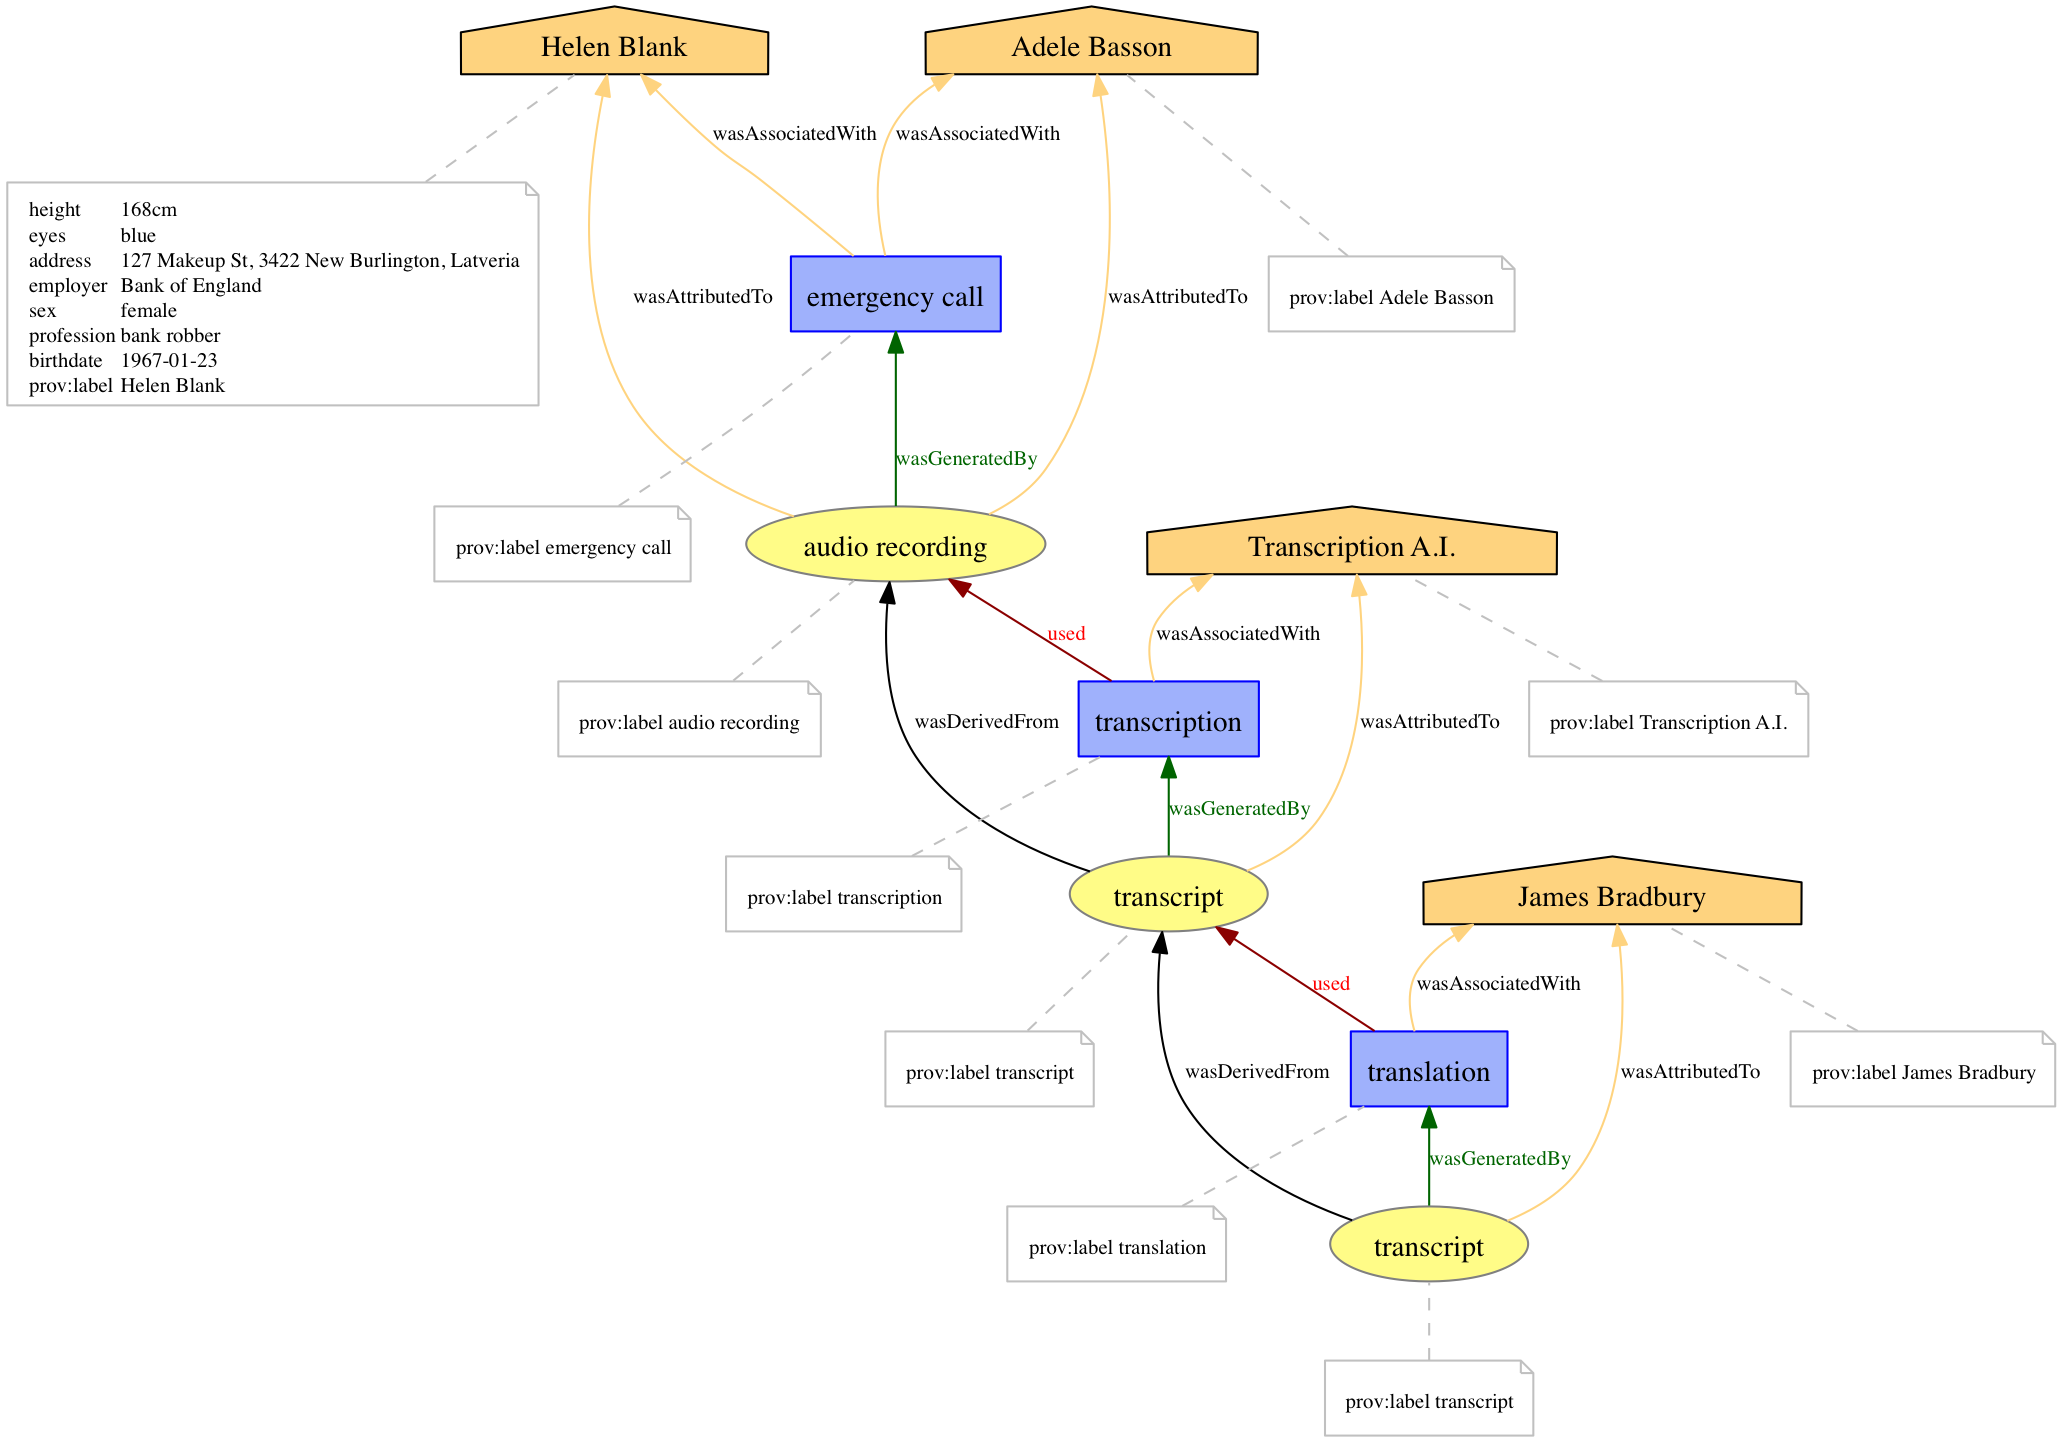 Helen Blank
Adele Basson
wasAssociatedWith
wasAssociatedWith
height 168cm
eyes blue
address 127 Makeup St, 3422 New Burlington, Latveria
employer Bank of England
sex female
profession bank robber
birthdate 1967-01-23
prov:label Helen Blank
wasAttributedTo
emergency call
wasAttributedTo
prov:label Adele Basson
wasGeneratedBy
prov:label emergency call
audio recording
Transcription A.I.
used
wasAssociatedWith
prov:label audio recording
wasDerivedFrom
transcription
wasAttributedTo
prov:label Transcription A.I.
wasGeneratedBy
prov:label transcription
transcript
James Bradbury
used
wasAssociatedWith
prov:label transcript
wasDerivedFrom
translation
wasAttributedTo
prov:label James Bradbury
wasGeneratedBy
prov:label translation
transcript
prov:label transcript